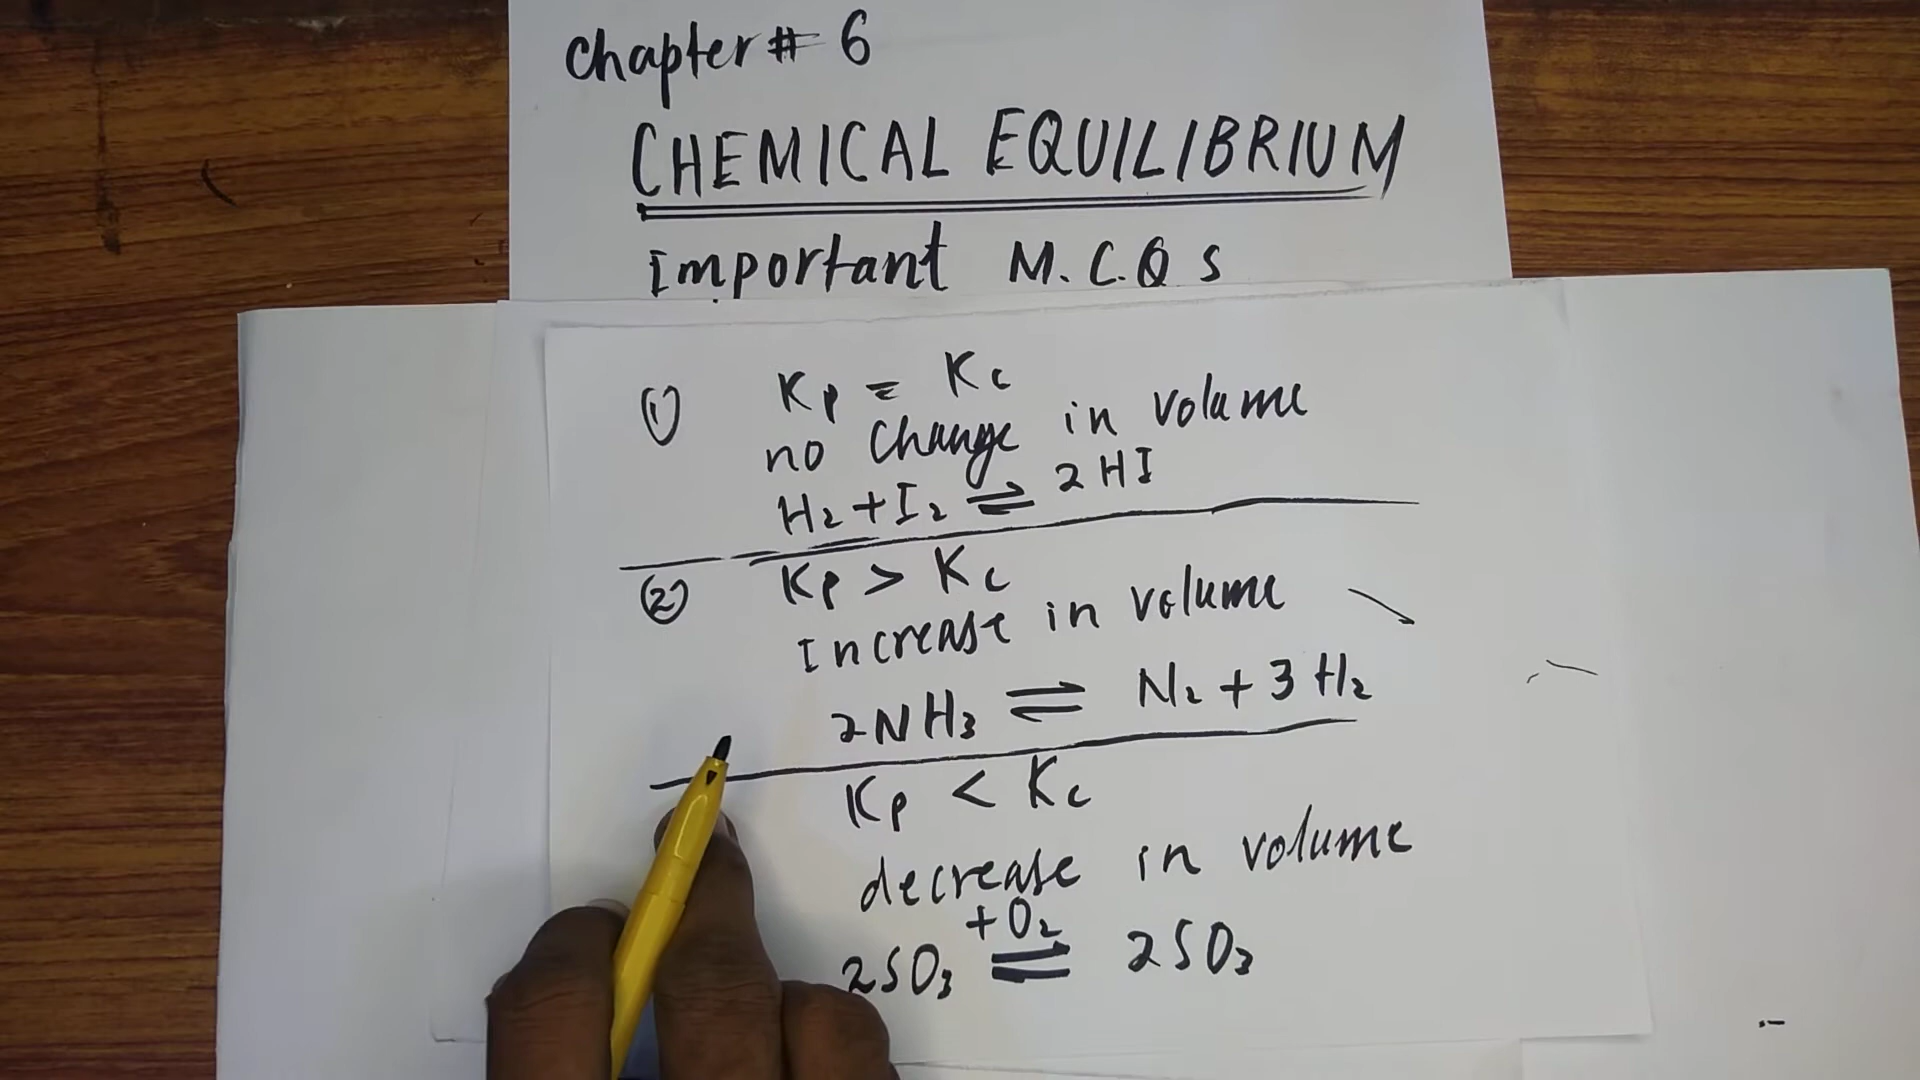 Chapter # 6
CHEMICAL EQUILIBRIUM
Important M.C.Q s
(1) Kp = Kc
no change in volume
H2 + I2 ⇌ 2HI
(2) Kp > Kc
Increase in volume
2NH3 ⇌ N2 + 3H2
Kp < Kc
decrease in volume
+ O2
2SO3 ⇌ 2SO3